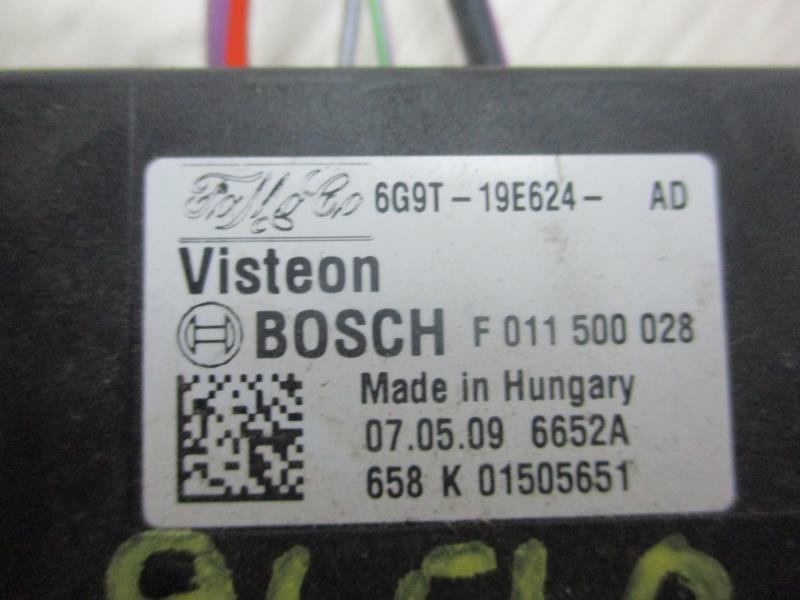 FoMoCo 6G9T - 19E624 - AD
Visteon
BOSCH F 011 500 028
Made in Hungary
07.05.09 6652A
658 K 01505651